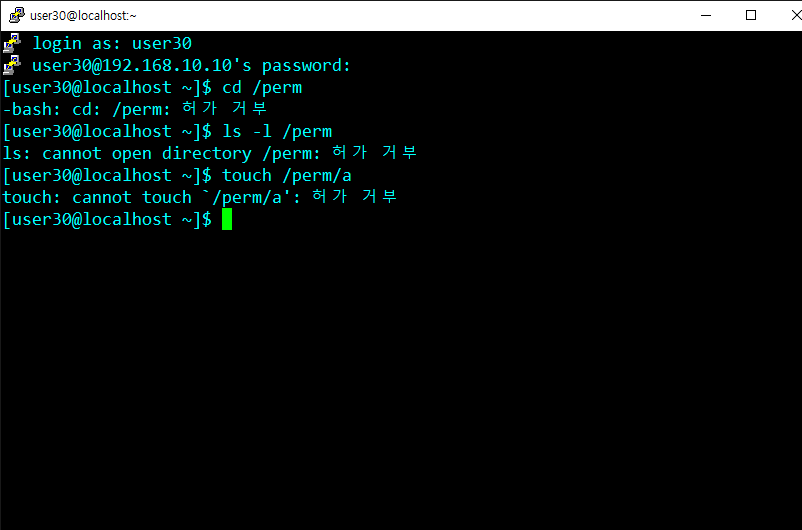 user30@localhost:~
login as: user30
user30@192.168.10.10's password:
[user30@localhost ~]$ cd /perm
-bash: cd: /perm: 허가 거부
[user30@localhost ~]$ ls -l /perm
ls: cannot open directory /perm: 허가 거부
[user30@localhost ~]$ touch /perm/a
touch: cannot touch `/perm/a': 허가 거부
[user30@localhost ~]$